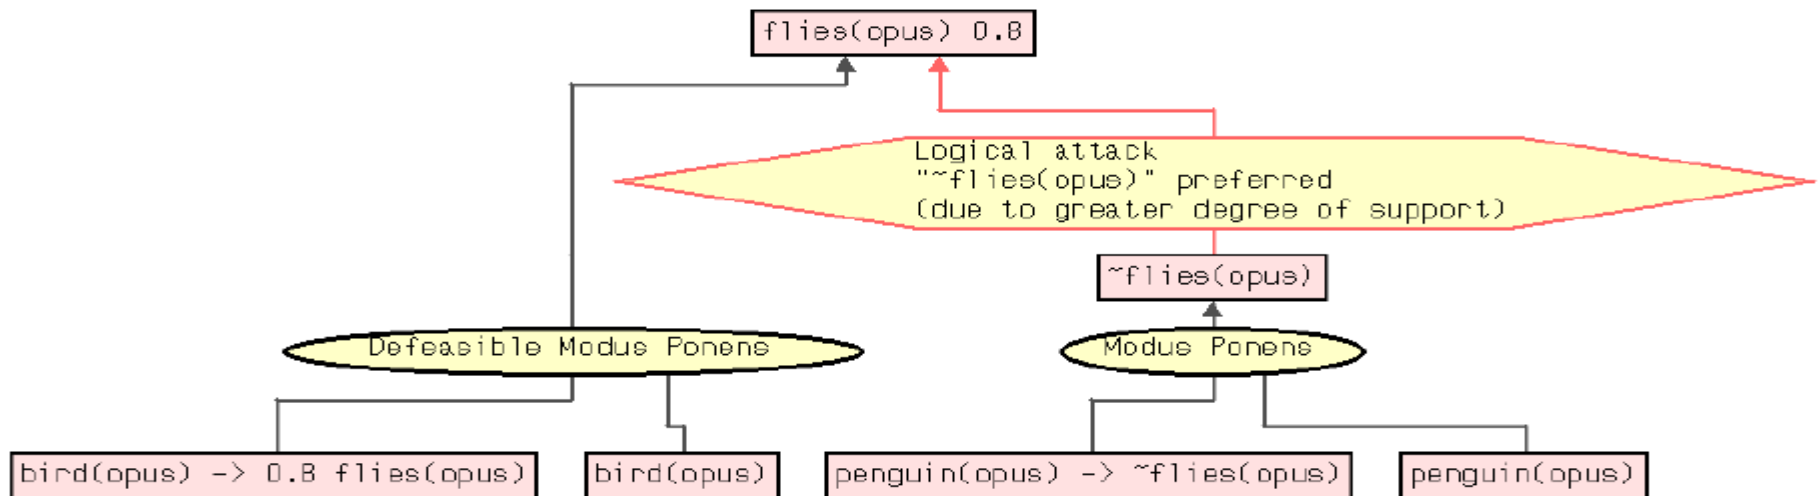 flies(opus) 0.8
Logical attack
"~flies(opus)" preferred
(due to greater degree of support)
~flies(opus)
Defeasible Modus Ponens
Modus Ponens
bird(opus) -> 0.8 flies(opus)
bird(opus)
penguin(opus) -> ~flies(opus)
penguin(opus)